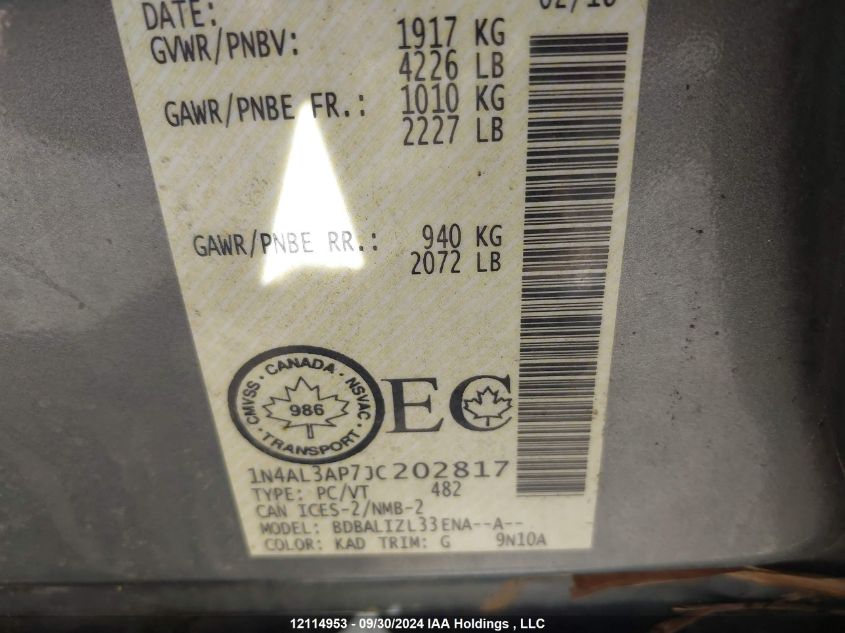 DATE: 02/18
GVWR/PNBV: 1917 KG
4226 LB
GAWR/PNBE FR.: 1010 KG
2227 LB
GAWR/PNBE RR.: 940 KG
2072 LB
CANADA
CMVSS · NSVAC
986
TRANSPORT
EC
1N4AL3AP7JC202817
TYPE: PC/VT 482
CAN ICES-2/NMB-2
MODEL: BDBALIZL33ENA--A--
COLOR: KAD TRIM: G 9N10A
12114953 - 09/30/2024 IAA Holdings , LLC